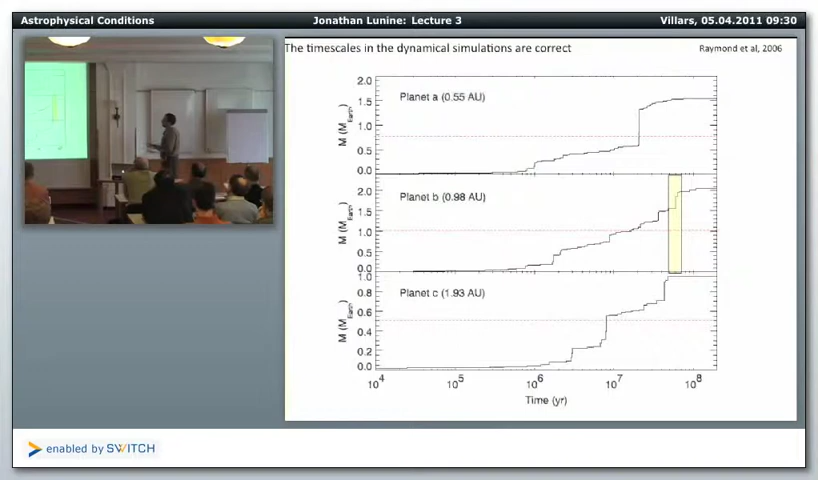 Astrophysical Conditions
Jonathan Lunine: Lecture 3
Villars, 05.04.2011 09:30
The timescales in the dynamical simulations are correct
Raymond et al, 2006
2.0
Planet a (0.55 AU)
1.5
M (M_Earth)
1.0
0.5
0.0
2.0
Planet b (0.98 AU)
1.5
M (M_Earth)
1.0
0.5
0.0
1.0
Planet c (1.93 AU)
0.8
M (M_Earth)
0.6
0.4
0.2
0.0
10^4 10^5 10^6 10^7 10^8
Time (yr)
enabled by SWITCH